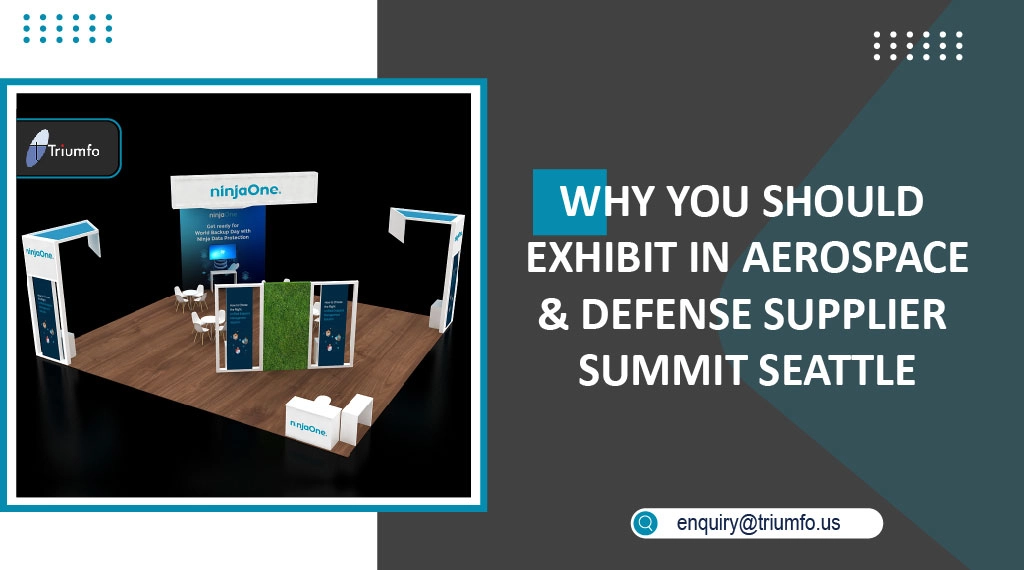 Triumfo
ninjaOne.
ninjaOne
Get ready for
World Backup Day with
Ninja Data Protection
ninjaOne.
ninjaOne.
WHY YOU SHOULD
EXHIBIT IN AEROSPACE
& DEFENSE SUPPLIER
SUMMIT SEATTLE
enquiry@triumfo.us